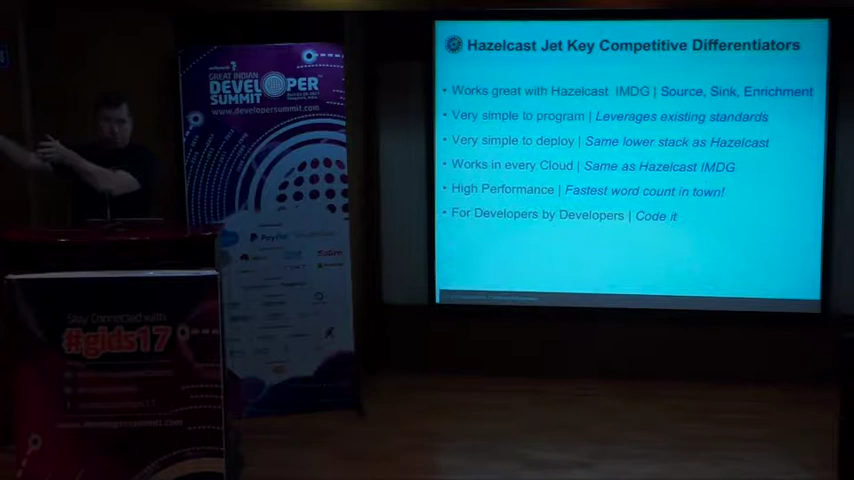 Hazelcast Jet Key Competitive Differentiators
• Works great with Hazelcast IMDG | Source, Sink, Enrichment
• Very simple to program | Leverages existing standards
• Very simple to deploy | Same lower stack as Hazelcast
• Works in every Cloud | Same as Hazelcast IMDG
• High Performance | Fastest word count in town!
• For Developers by Developers | Code it
GREAT INDIAN
DEVELOPER
SUMMIT
www.developersummit.com
PayPal
Stay Connected with
#gids17